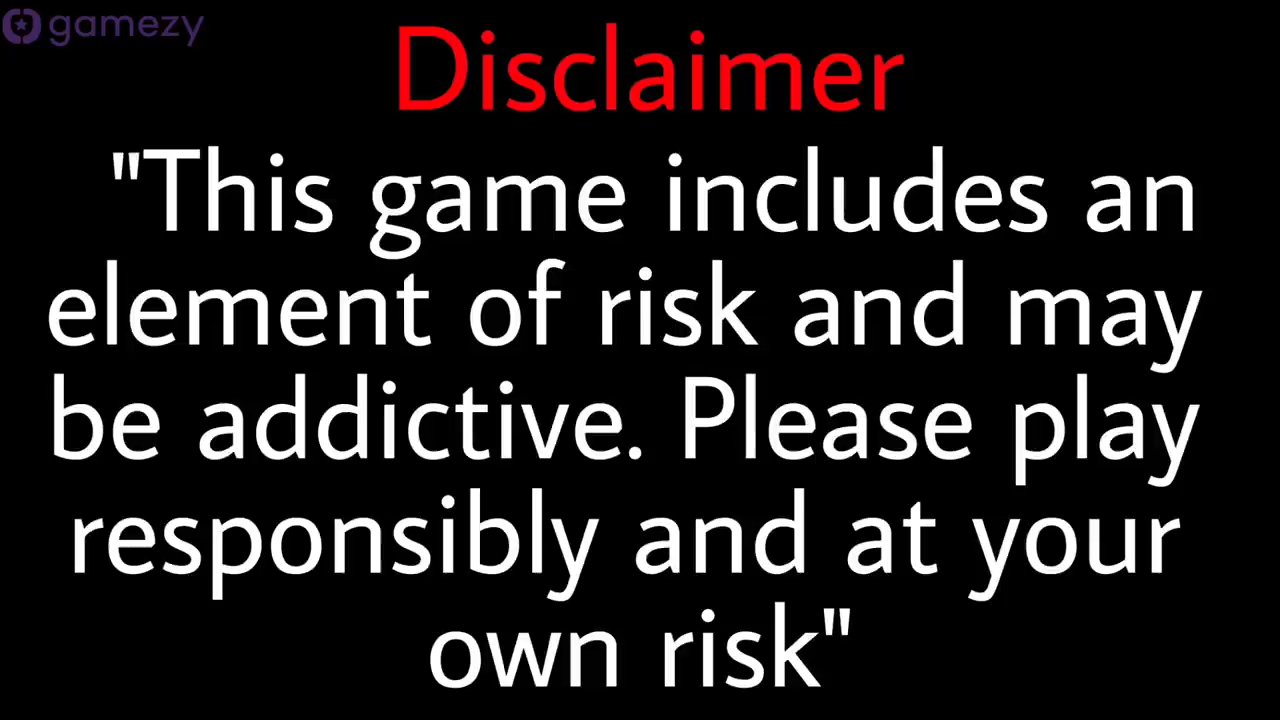 gamezy
Disclaimer
"This game includes an
element of risk and may
be addictive. Please play
responsibly and at your
own risk"